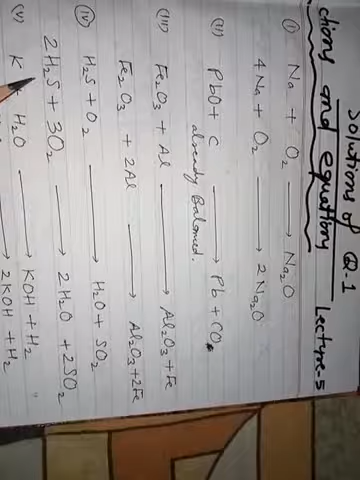 Solutions of Q-1
ctions and equations Lecture-5
(i) Na + O₂ ⟶ Na₂O
4Na + O₂ ⟶ 2Na₂O
(ii) PbO + C ⟶ Pb + CO
already balanced.
(iii) Fe₂O₃ + Al ⟶ Al₂O₃ + Fe
Fe₂O₃ + 2Al ⟶ Al₂O₃ + 2Fe
(iv) H₂S + O₂ ⟶ H₂O + SO₂
2H₂S + 3O₂ ⟶ 2H₂O + 2SO₂
(v) K H₂O ⟶ KOH + H₂
⟶ 2KOH + H₂